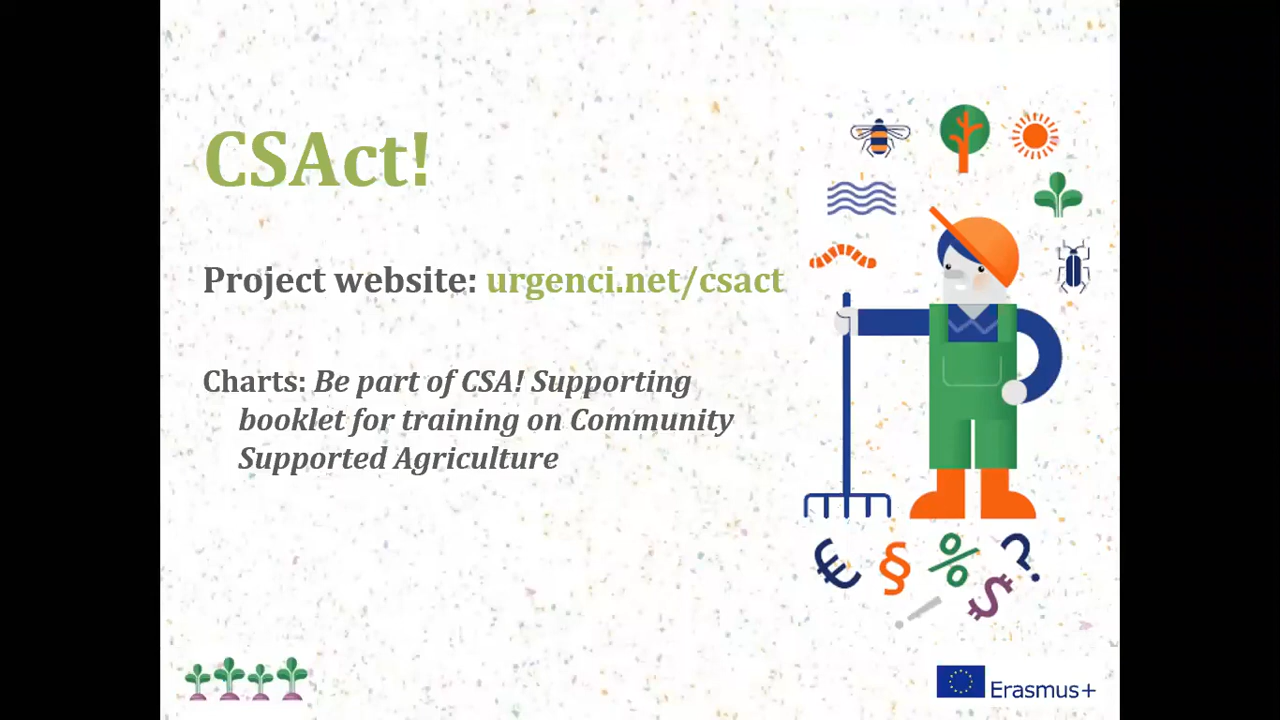 CSAct!
Project website: urgenci.net/csact
Charts: Be part of CSA! Supporting
booklet for training on Community
Supported Agriculture
€ § % $ ? !
Erasmus+